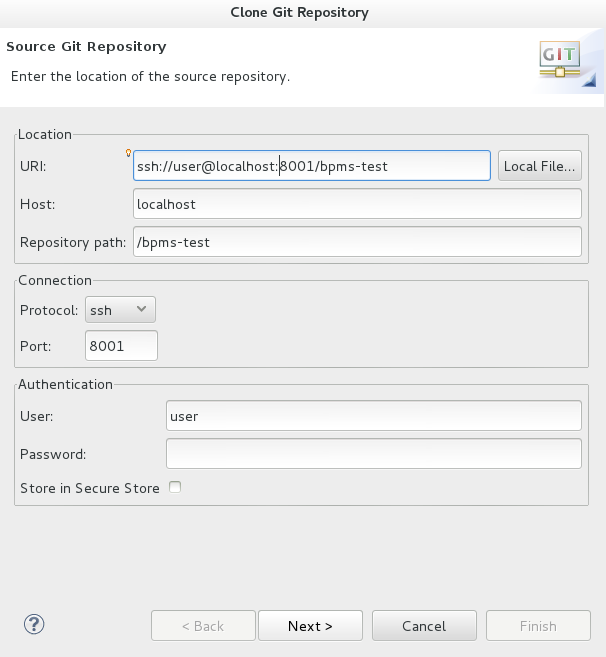 Clone Git Repository
Source Git Repository
Enter the location of the source repository.
GIT
Location
URI: ssh://user@localhost:8001/bpms-test Local File...
Host: localhost
Repository path: /bpms-test
Connection
Protocol: ssh
Port: 8001
Authentication
User: user
Password:
Store in Secure Store
? < Back Next > Cancel Finish